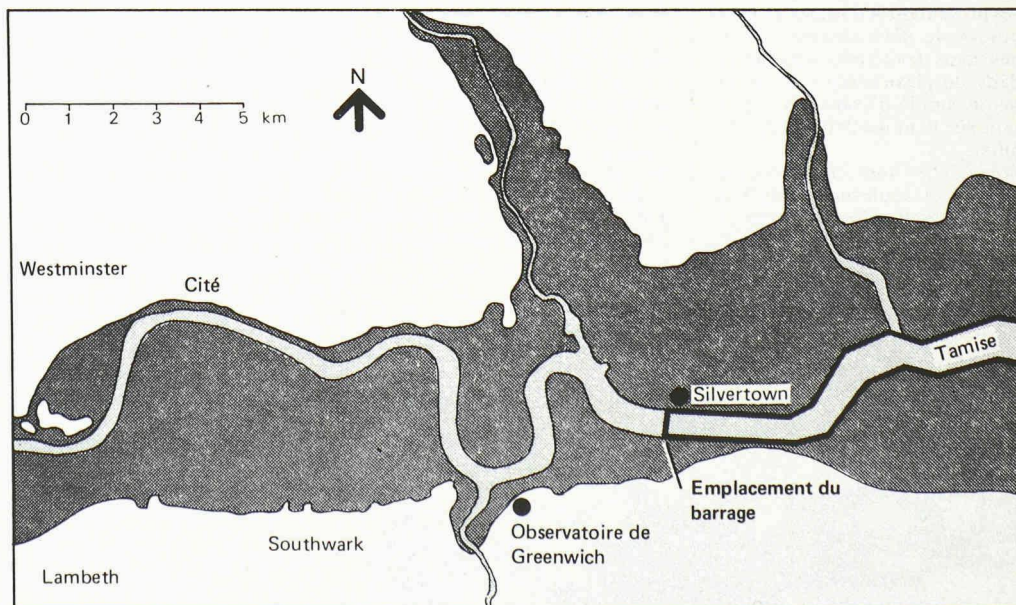 N
0 1 2 3 4 5 km
Westminster
Cité
Tamise
Silvertown
Emplacement du
barrage
Observatoire de
Greenwich
Southwark
Lambeth